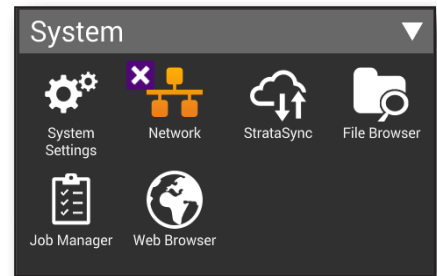 System
System
Settings
Network
StrataSync
File Browser
Job Manager
Web Browser